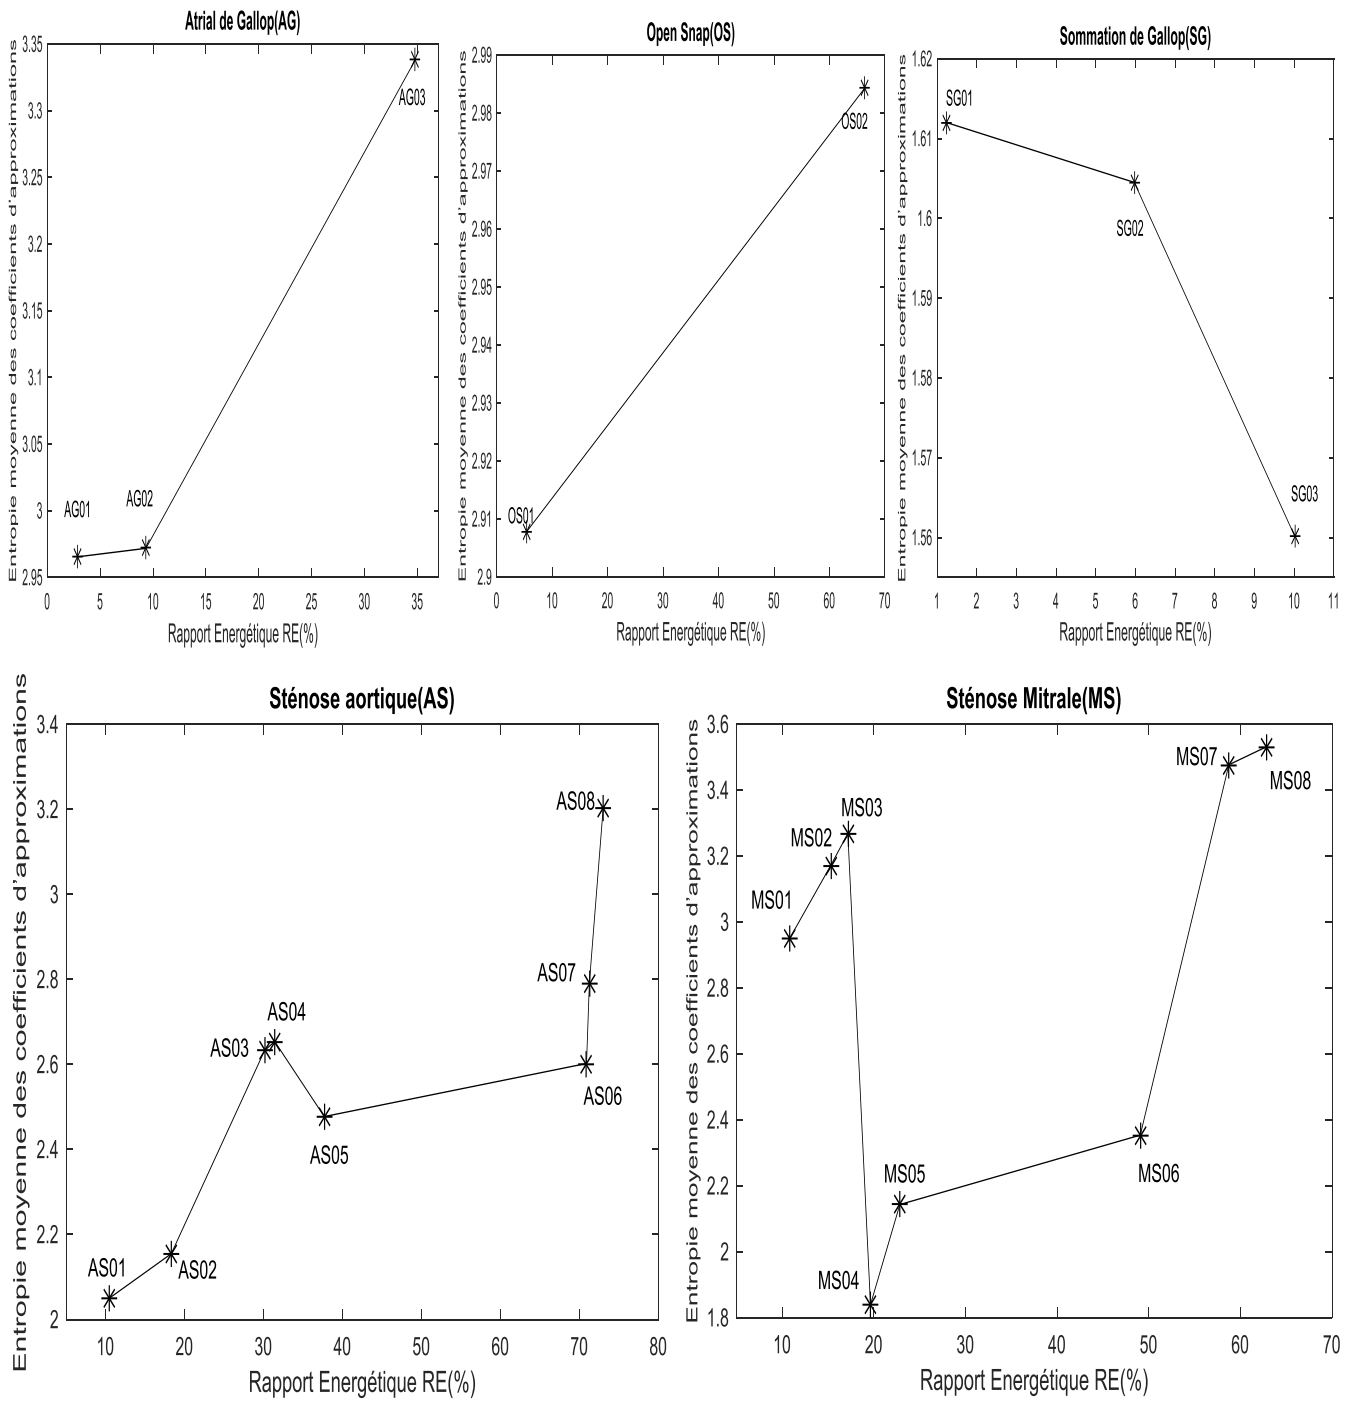 Atrial de Gallop(AG)
Entropie moyenne des coefficients d'approximations
3.35
3.3
3.25
3.2
3.15
3.1
3.05
3
2.95
AG01
AG02
AG03
0 5 10 15 20 25 30 35
Rapport Energétique RE(%)
Open Snap(OS)
Entropie moyenne des coefficients d'approximations
2.99
2.98
2.97
2.96
2.95
2.94
2.93
2.92
2.91
2.9
OS01
OS02
0 10 20 30 40 50 60 70
Rapport Energétique RE(%)
Sommation de Gallop(SG)
Entropie moyenne des coefficients d'approximations
1.62
1.61
1.6
1.59
1.58
1.57
1.56
SG01
SG02
SG03
1 2 3 4 5 6 7 8 9 10 11
Rapport Energétique RE(%)
Sténose aortique(AS)
Entropie moyenne des coefficients d'approximations
3.4
3.2
3
2.8
2.6
2.4
2.2
2
AS01
AS02
AS03
AS04
AS05
AS06
AS07
AS08
10 20 30 40 50 60 70 80
Rapport Energétique RE(%)
Sténose Mitrale(MS)
Entropie moyenne des coefficients d'approximations
3.6
3.4
3.2
3
2.8
2.6
2.4
2.2
2
1.8
MS01
MS02
MS03
MS04
MS05
MS06
MS07
MS08
10 20 30 40 50 60 70
Rapport Energétique RE(%)